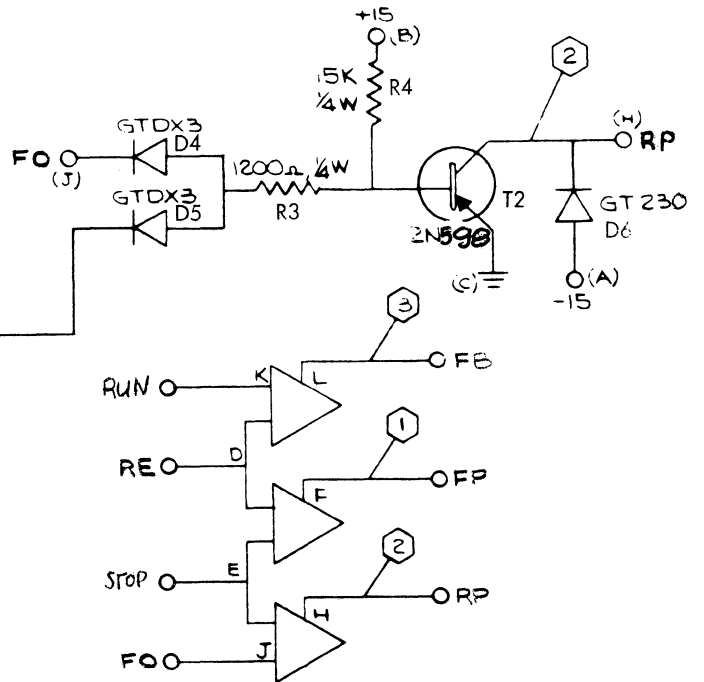 +15
(B)
15K
¼W
R4
2
GTDX3
D4
FO
(J)
(H)
RP
1200Ω ¼W
R3
GTDX3
D5
T2
GT 230
D6
2N598
(C)
-15
(A)
3
RUN
K
L
FB
1
RE
D
F
FP
2
STOP
E
H
RP
FO
J